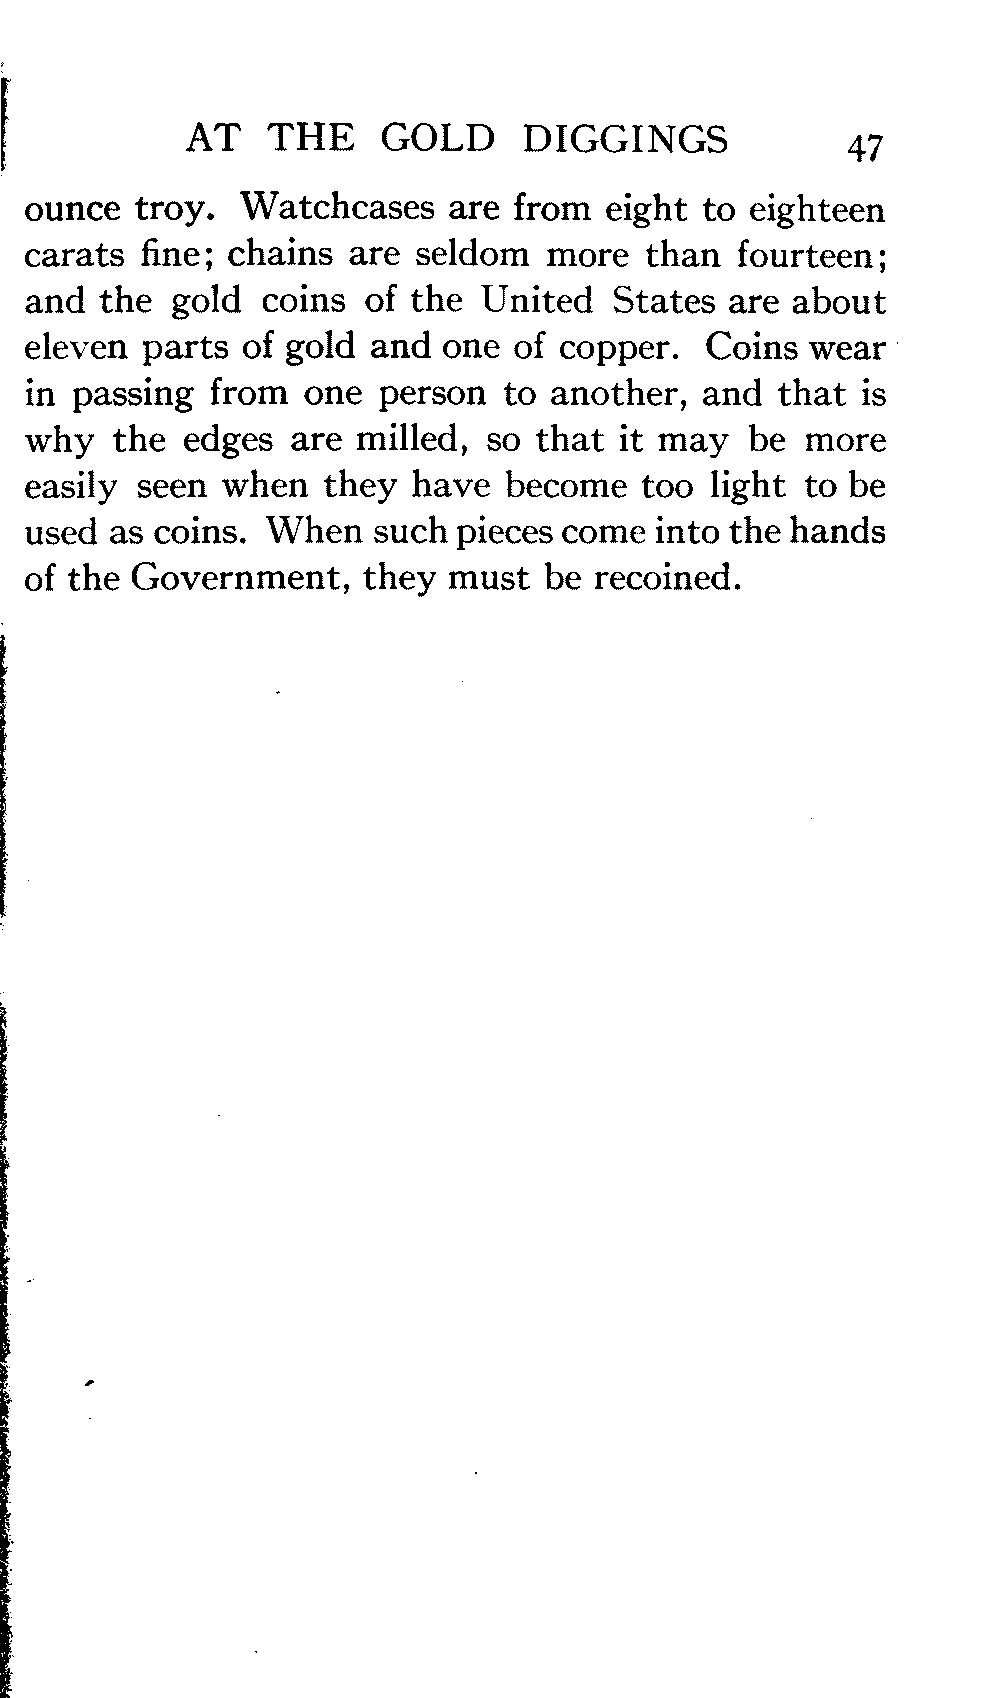 AT THE GOLD DIGGINGS 47
ounce troy. Watchcases are from eight to eighteen
carats fine; chains are seldom more than fourteen;
and the gold coins of the United States are about
eleven parts of gold and one of copper. Coins wear
in passing from one person to another, and that is
why the edges are milled, so that it may be more
easily seen when they have become too light to be
used as coins. When such pieces come into the hands
of the Government, they must be recoined.